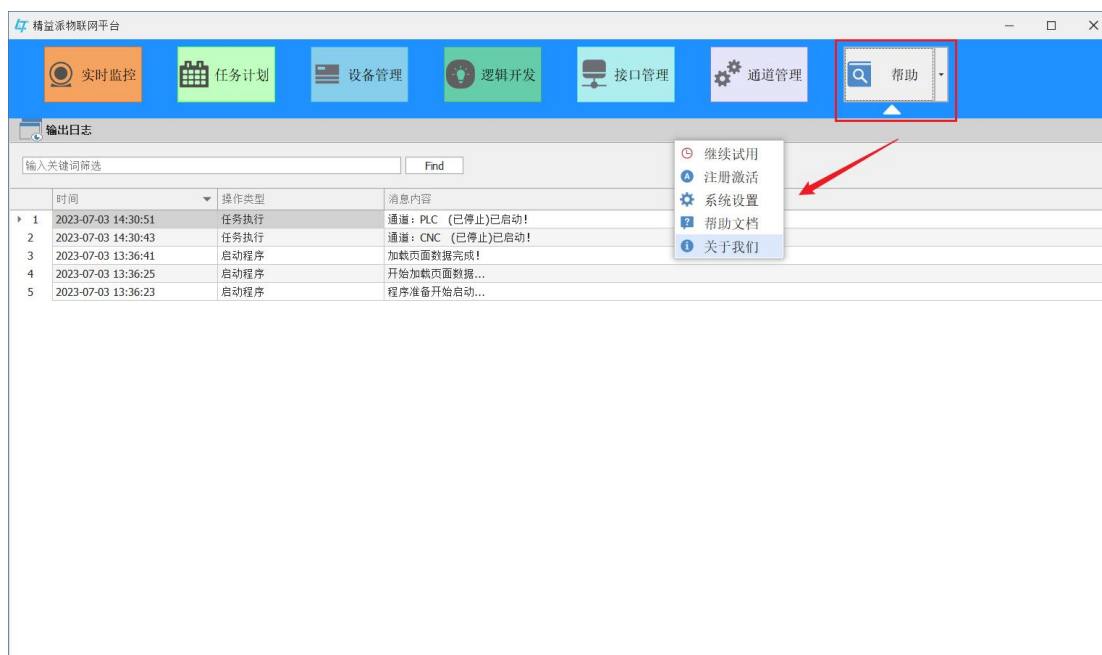 精益派物联网平台
实时监控 任务计划 设备管理 逻辑开发 接口管理 通道管理 帮助
输出日志
输入关键词筛选 Find
时间 操作类型 消息内容
1 2023-07-03 14:30:51 任务执行 通道：PLC （已停止)已启动！
2 2023-07-03 14:30:43 任务执行 通道：CNC （已停止)已启动！
3 2023-07-03 13:36:41 启动程序 加载页面数据完成！
4 2023-07-03 13:36:25 启动程序 开始加载页面数据...
5 2023-07-03 13:36:23 启动程序 程序准备开始启动...
继续试用
注册激活
系统设置
帮助文档
关于我们